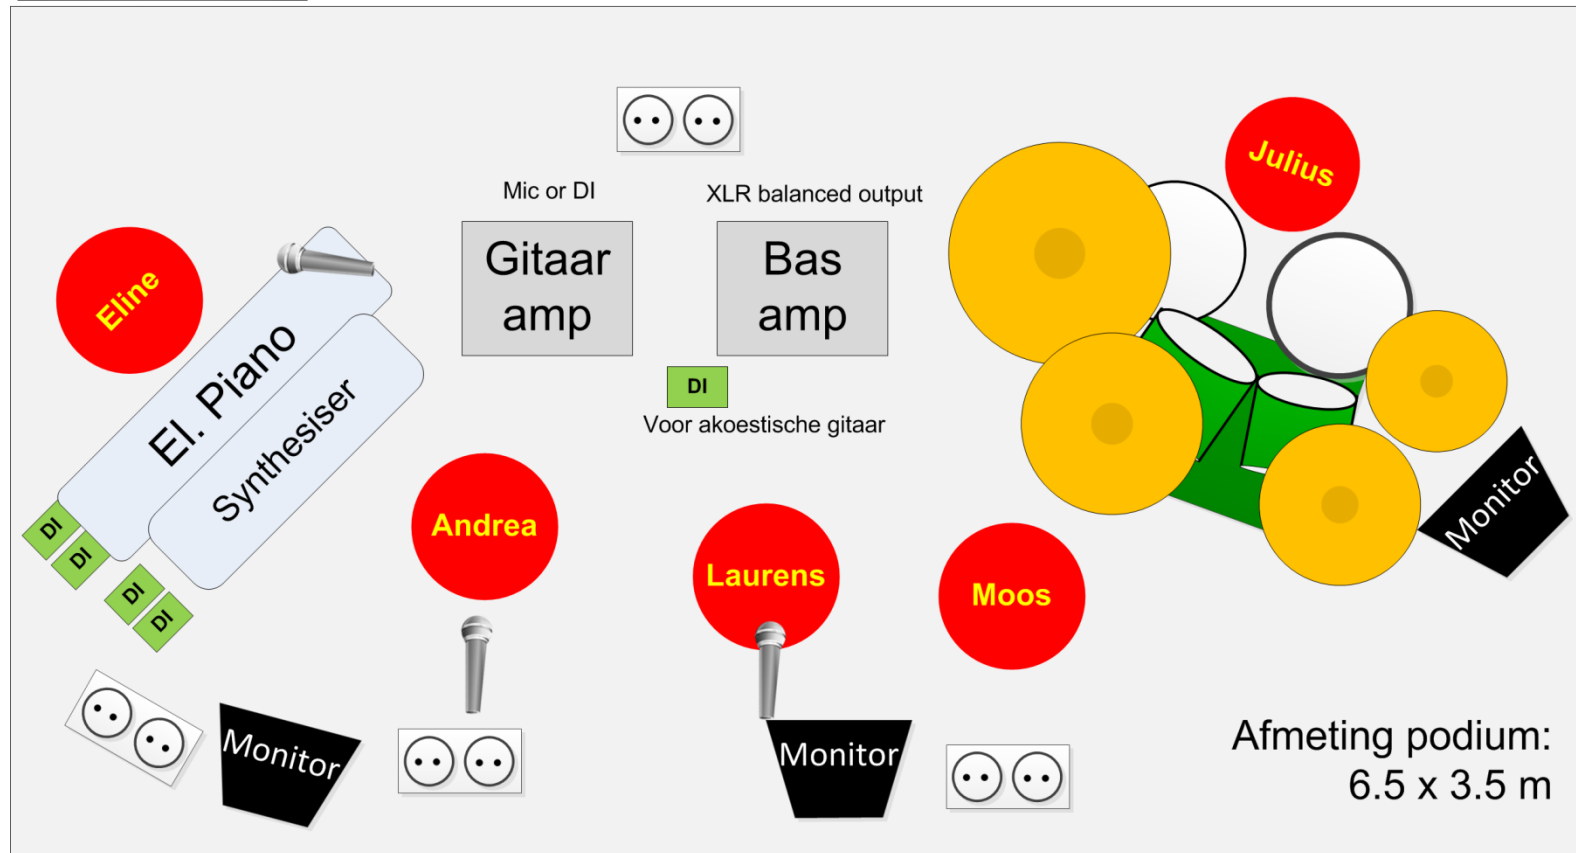 Julius
Mic or DI
XLR balanced output
Gitaar
amp
Bas
amp
Eline
El. Piano
Synthesiser
DI
Voor akoestische gitaar
DI
DI
DI
DI
Andrea
Laurens
Moos
Monitor
Monitor
Monitor
Afmeting podium:
6.5 x 3.5 m